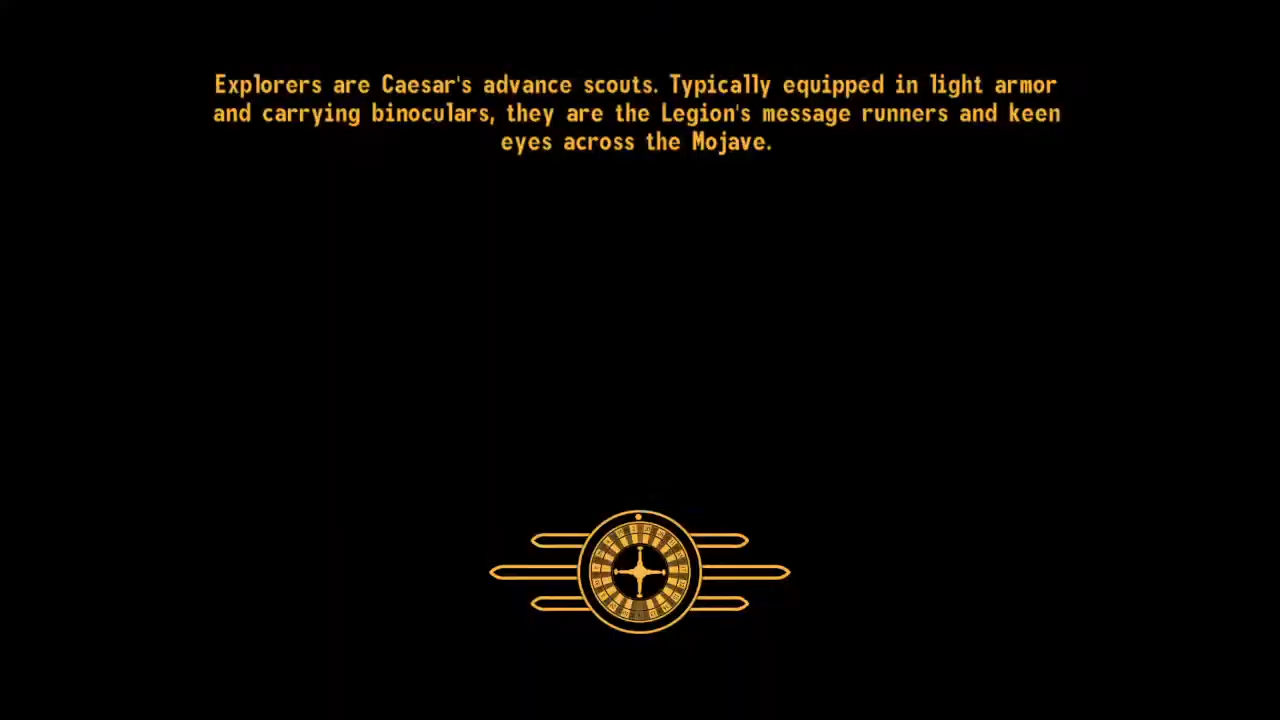 Explorers are Caesar's advance scouts. Typically equipped in light armor
and carrying binoculars, they are the Legion's message runners and keen
eyes across the Mojave.